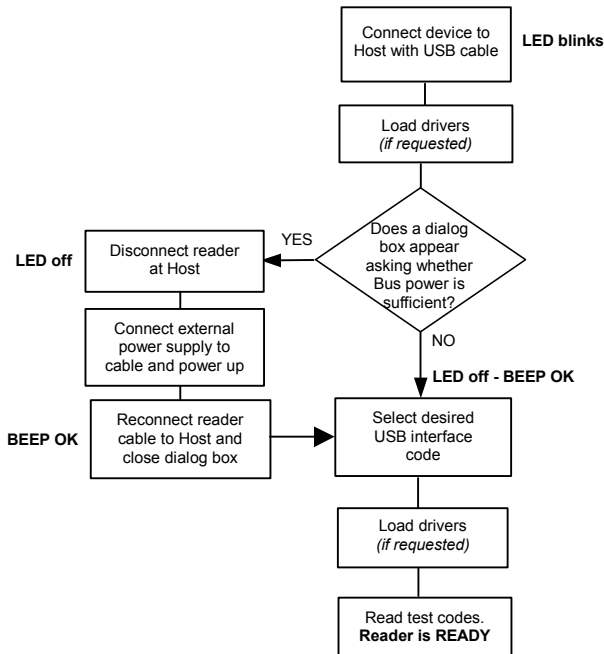 Connect device to
Host with USB cable
LED blinks
Load drivers
(if requested)
Does a dialog
box appear
asking whether
Bus power is
sufficient?
YES
Disconnect reader
at Host
LED off
Connect external
power supply to
cable and power up
Reconnect reader
cable to Host and
close dialog box
BEEP OK
NO
LED off - BEEP OK
Select desired
USB interface
code
Load drivers
(if requested)
Read test codes.
Reader is READY